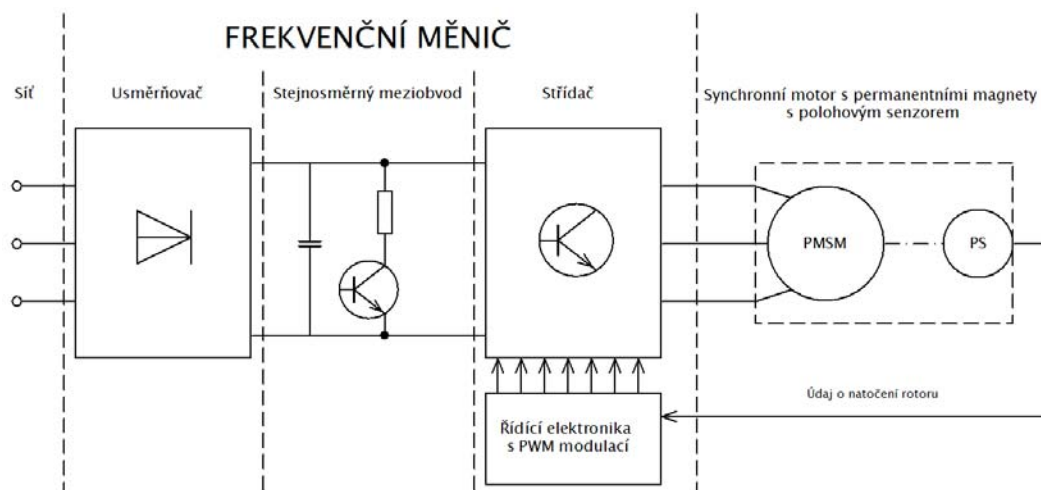 FREKVENČNÍ MĚNIČ
Síť
Usměrňovač
Stejnosměrný meziobvod
Střídač
Synchronní motor s permanentními magnety
s polohovým senzorem
PMSM
PS
Údaj o natočení rotoru
Řídící elektronika
s PWM modulací